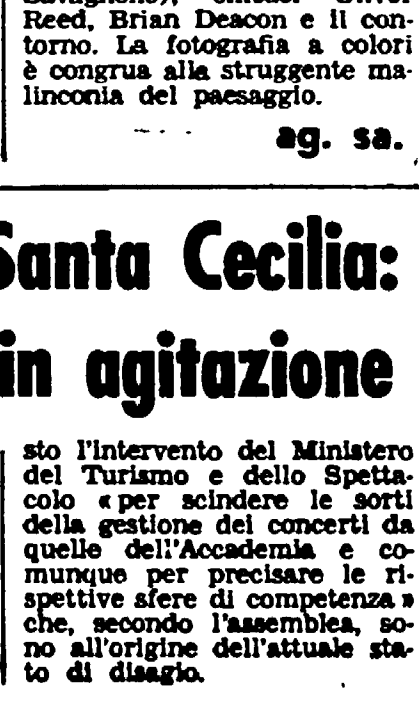 Reed, Brian Deacon e il con-
torno. La fotografia a colori
è congrua alla struggente ma-
linconia del paesaggio.
ag. sa.
Santa Cecilia:
in agitazione
sto l'intervento del Ministero
del Turismo e dello Spetta-
colo « per scindere le sorti
della gestione dei concerti da
quelle dell'Accademia e co-
munque per precisare le ri-
spettive sfere di competenza »
che, secondo l'assemblea, so-
no all'origine dell'attuale sta-
to di disagio.